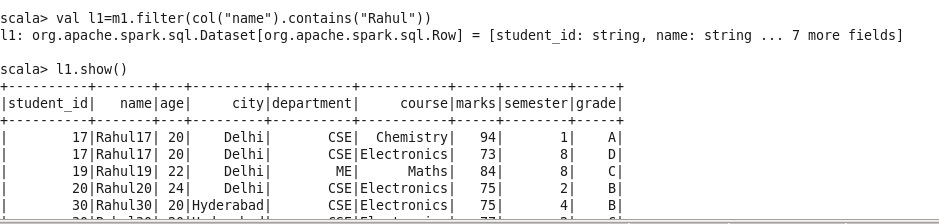 scala> val l1=m1.filter(col("name").contains("Rahul"))
l1: org.apache.spark.sql.Dataset[org.apache.spark.sql.Row] = [student_id: string, name: string ... 7 more fields]
scala> l1.show()
+----------+-------+---+---------+----------+-----------+-----+--------+-----+
|student_id|   name|age|     city|department|     course|marks|semester|grade|
+----------+-------+---+---------+----------+-----------+-----+--------+-----+
|        17|Rahul17| 20|    Delhi|       CSE|  Chemistry|   94|       1|    A|
|        17|Rahul17| 20|    Delhi|       CSE|Electronics|   73|       8|    D|
|        19|Rahul19| 22|    Delhi|        ME|      Maths|   84|       8|    C|
|        20|Rahul20| 24|    Delhi|       CSE|Electronics|   75|       2|    B|
|        30|Rahul30| 20|Hyderabad|       CSE|Electronics|   75|       4|    B|